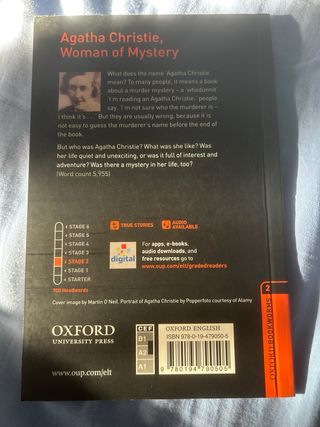 Agatha Christie,
Woman of Mystery
What does the name 'Agatha Christie'
mean? To many people, it means a book
about a murder mystery – a 'whodunnit'.
'I'm reading an Agatha Christie,' people
say. 'I'm not sure who the murderer is –
I think it's . . .' But they are usually wrong, because it is
not easy to guess the murderer's name before the end of
the book.
But who was Agatha Christie? What was she like? Was
her life quiet and unexciting, or was it full of interest and
adventure? Was there a mystery in her life, too?
(Word count 5,955)
STAGE 6
STAGE 5
STAGE 4
STAGE 3
STAGE 2
STAGE 1
STARTER
700 Headwords
TRUE STORIES
AUDIO AVAILABLE
digital
For apps, e-books,
audio downloads, and
free resources go to
www.oup.com/elt/gradedreaders
Cover image by Martin O'Neil. Portrait of Agatha Christie by Pepperfoto courtesy of Alamy
OXFORD
UNIVERSITY PRESS
www.oup.com/elt
CEF
B1
A2
A1
OXFORD ENGLISH
ISBN 978-0-19-479050-5
9 780194 790505
2
OXFORD BOOKWORMS